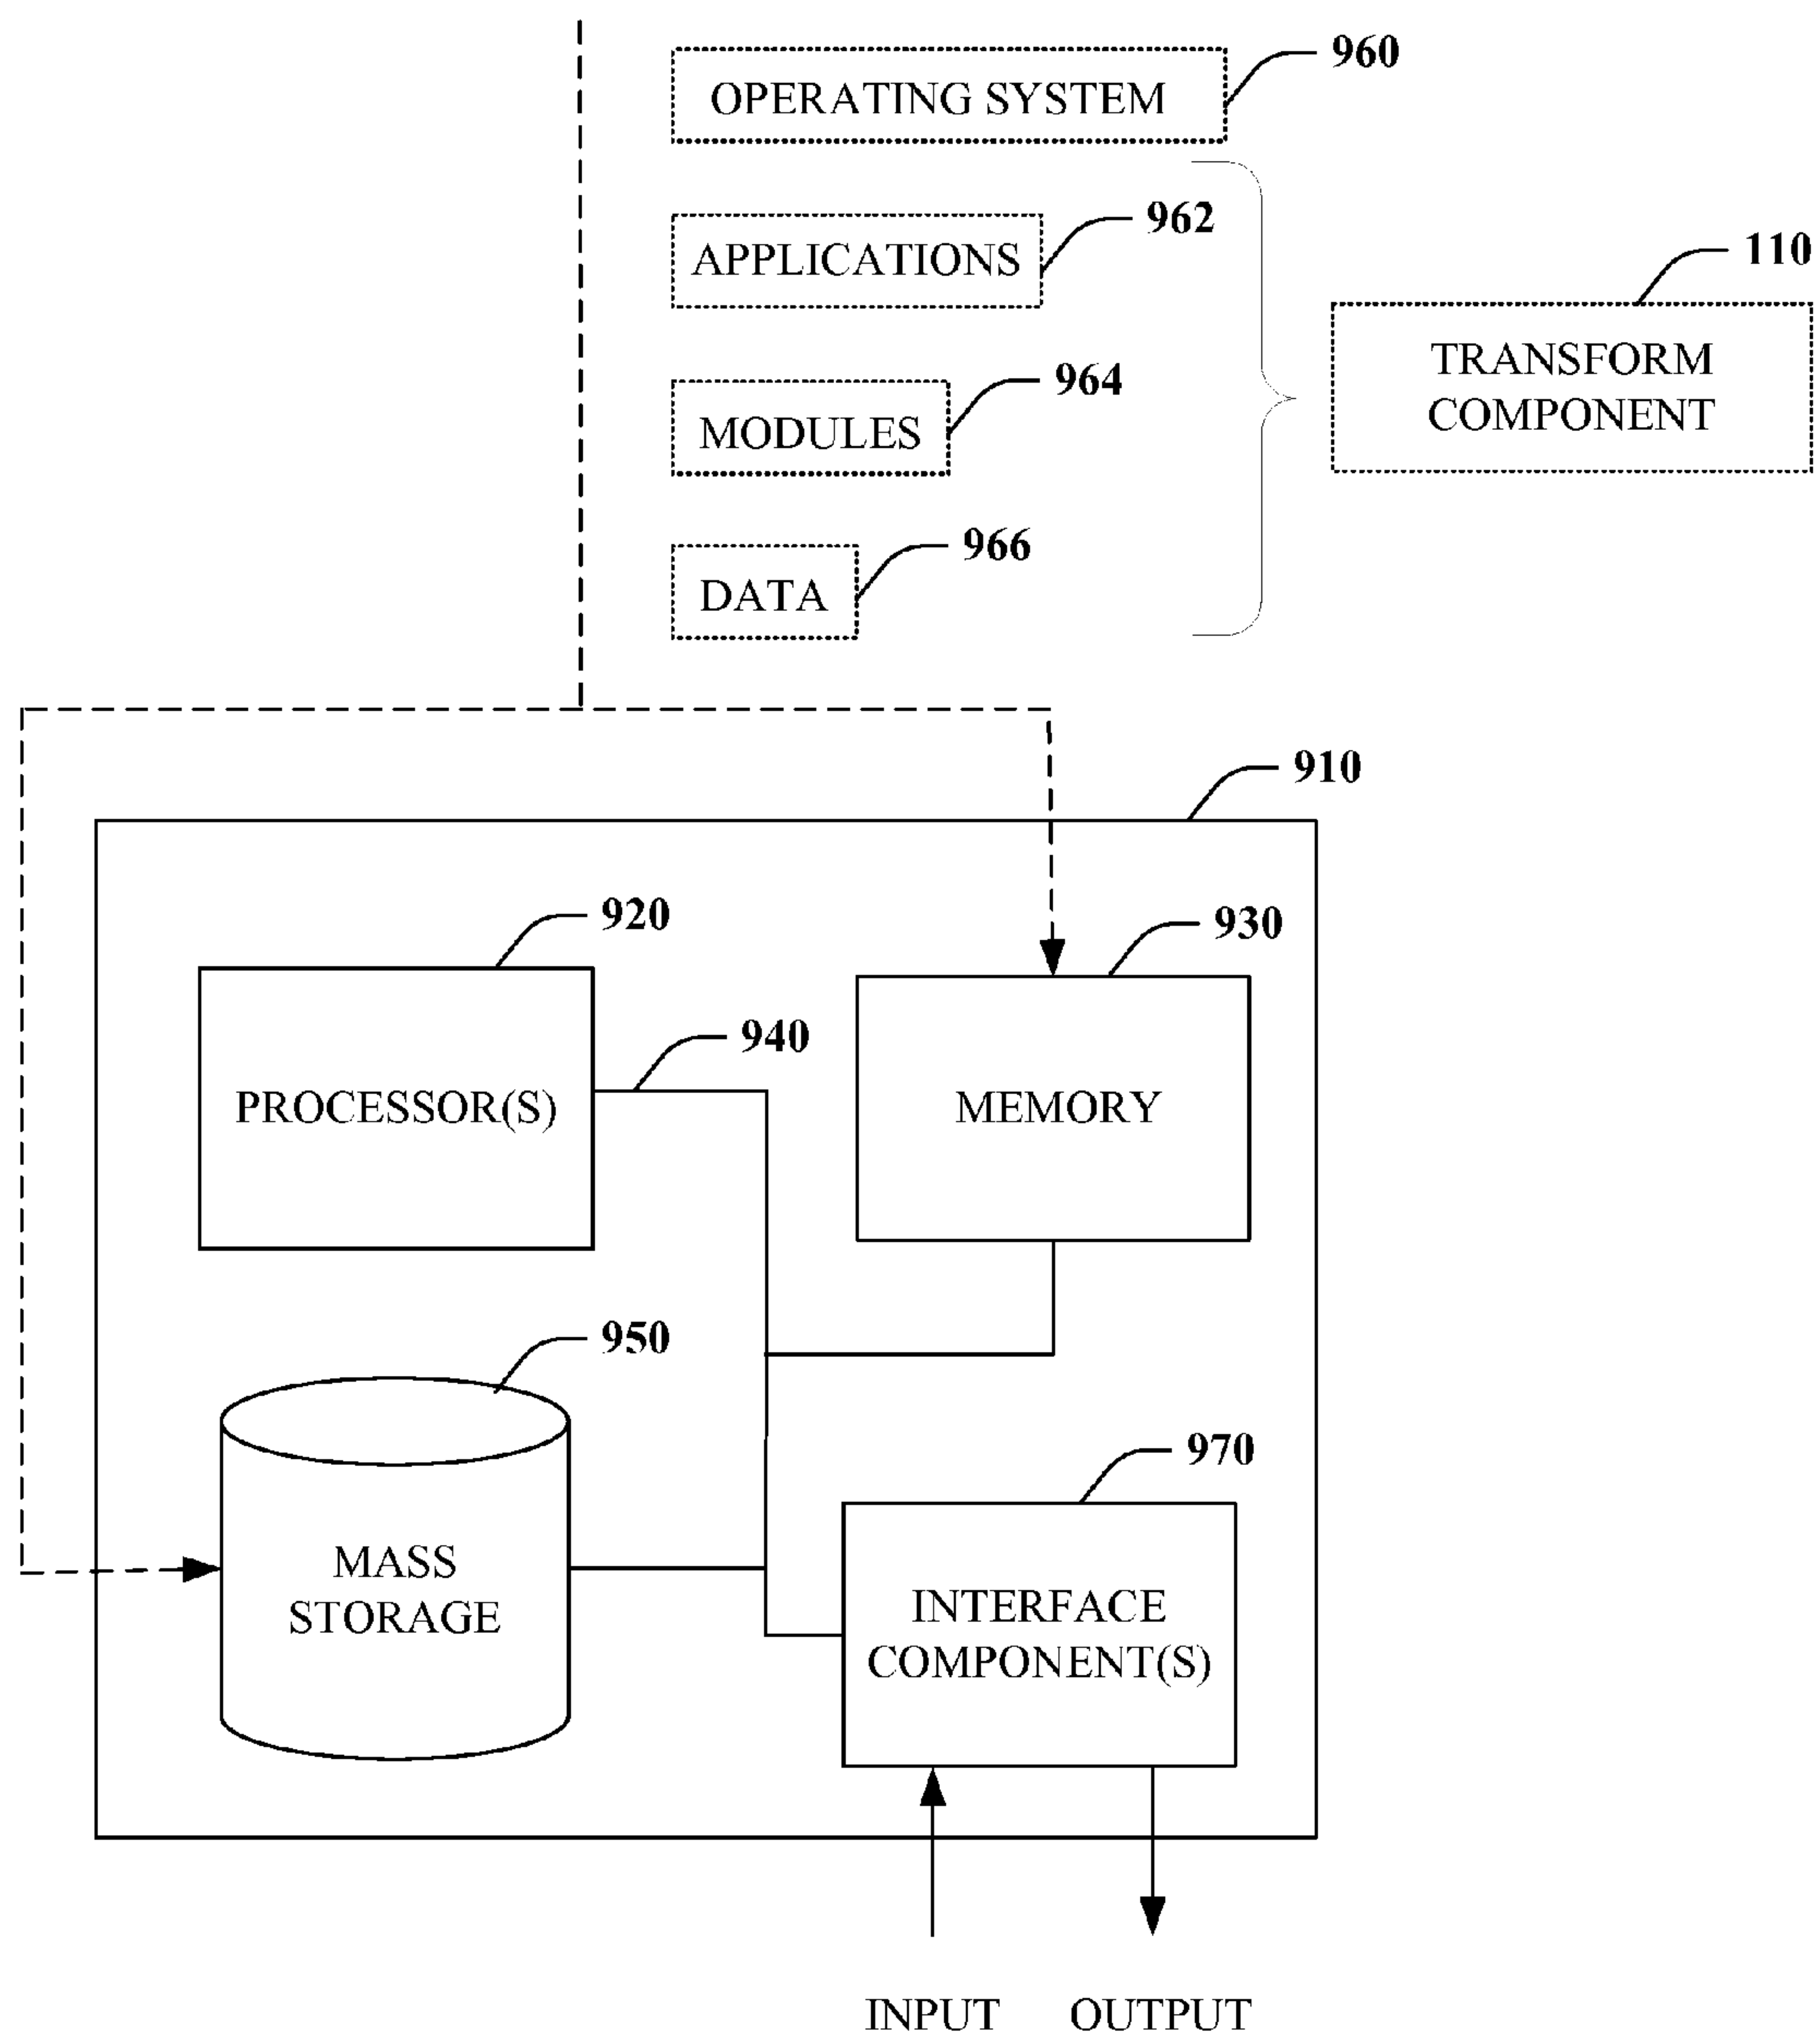 960
OPERATING SYSTEM
962
APPLICATIONS
110
TRANSFORM
COMPONENT
964
MODULES
966
DATA
910
920
930
940
PROCESSOR(S)
MEMORY
950
970
MASS
STORAGE
INTERFACE
COMPONENT(S)
INPUT
OUTPUT